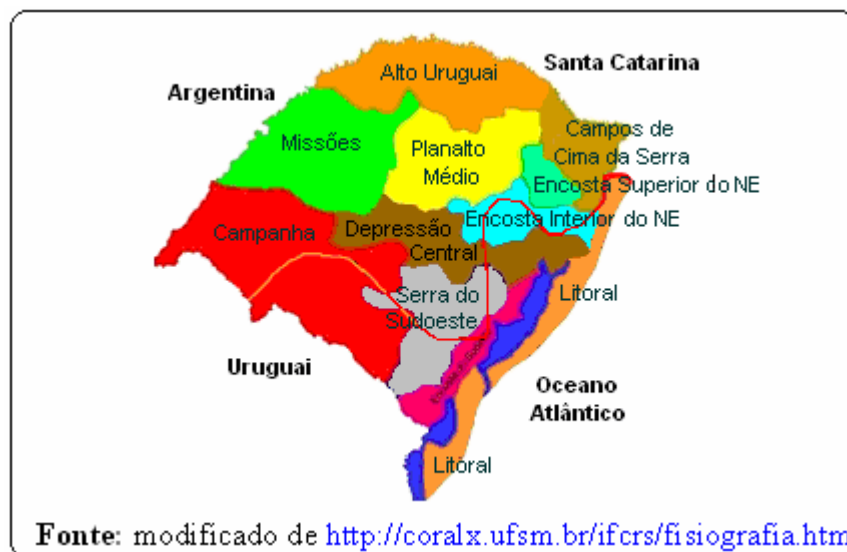 Santa Catarina
Alto Uruguai
Argentina
Missões
Planalto
Médio
Campos de
Cima da Serra
Encosta Superior do NE
Encosta Interior do NE
Campanha
Depressão
Central
Serra do
Sudoeste
Litoral
Uruguai
Oceano
Atlântico
Litoral
Fonte: modificado de http://coralx.ufsm.br/ifcrs/fisiografia.htm